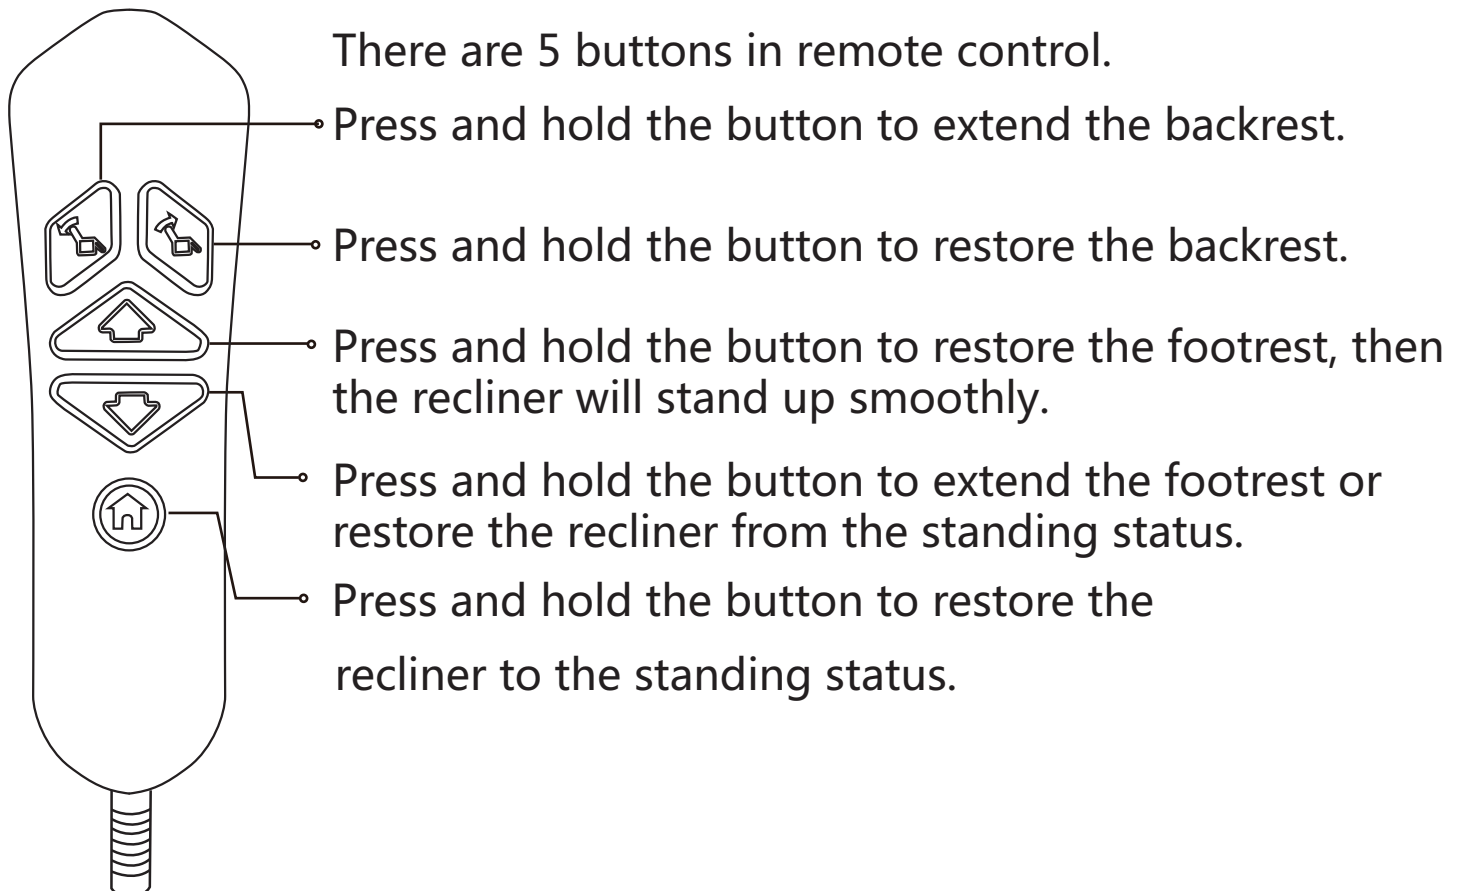 There are 5 buttons in remote control.
Press and hold the button to extend the backrest.
Press and hold the button to restore the backrest.
Press and hold the button to restore the footrest, then
the recliner will stand up smoothly.
Press and hold the button to extend the footrest or
restore the recliner from the standing status.
Press and hold the button to restore the
recliner to the standing status.